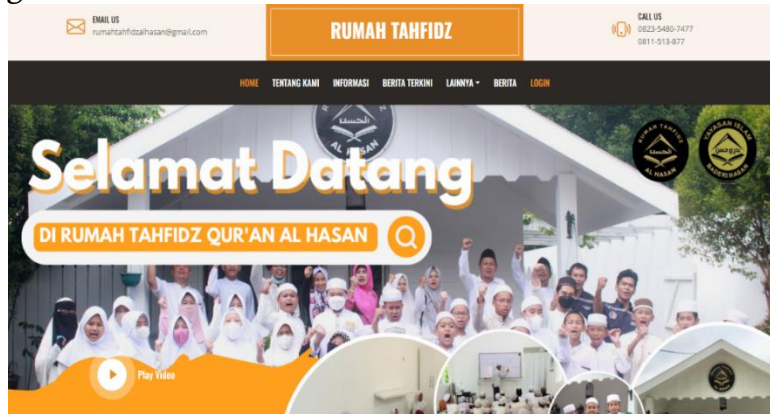 EMAIL US
rumahtahfidzalhasan@gmail.com
RUMAH TAHFIDZ
CALL US
0823-5480-7477
0811-513-877
HOME TENTANG KAMI INFORMASI BERITA TERKINI LAINNYA BERITA LOGIN
Selamat Datang
DI RUMAH TAHFIDZ QUR'AN AL HASAN
AL HASAN
RUMAH TAHFIDZ
AL HASAN
YAYASAN ISLAM
Play Video